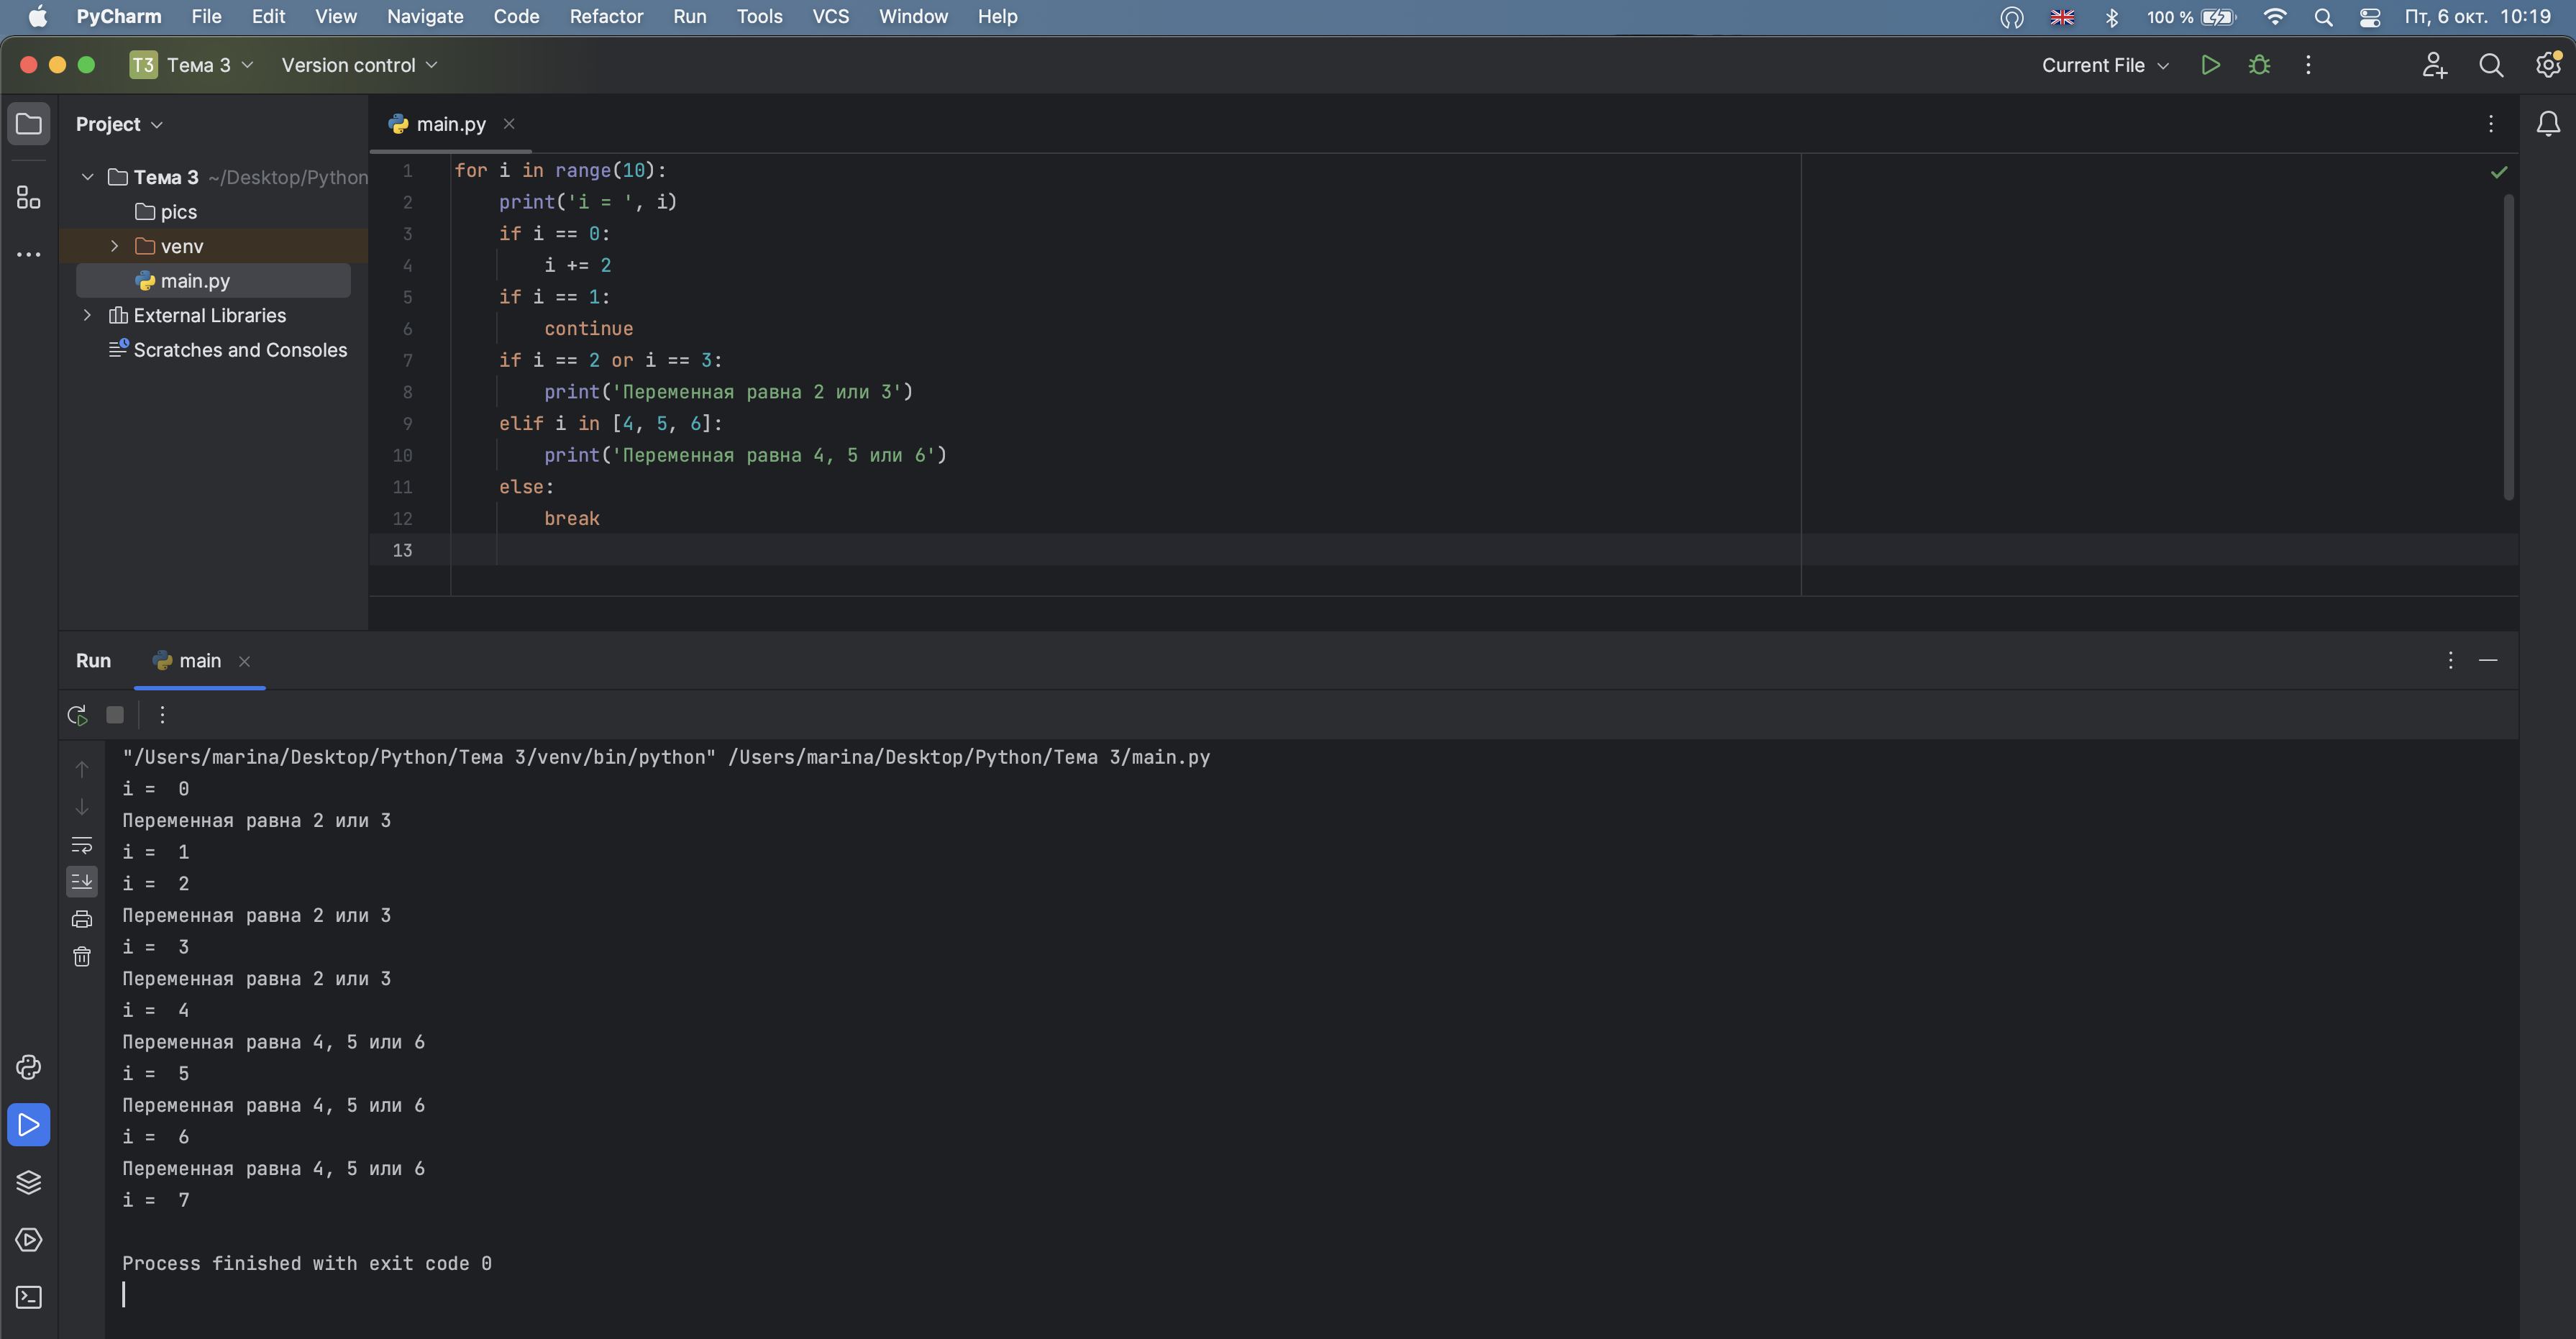 PyCharm File Edit View Navigate Code Refactor Run Tools VCS Window Help 100 % Пт, 6 окт. 10:19
T3 Тема 3 Version control Current File
Project
Тема 3 ~/Desktop/Python
pics
venv
main.py
External Libraries
Scratches and Consoles
main.py
1 for i in range(10):
2 print('i = ', i)
3 if i == 0:
4 i += 2
5 if i == 1:
6 continue
7 if i == 2 or i == 3:
8 print('Переменная равна 2 или 3')
9 elif i in [4, 5, 6]:
10 print('Переменная равна 4, 5 или 6')
11 else:
12 break
13
Run main
"/Users/marina/Desktop/Python/Тема 3/venv/bin/python" /Users/marina/Desktop/Python/Тема 3/main.py
i =  0
Переменная равна 2 или 3
i =  1
i =  2
Переменная равна 2 или 3
i =  3
Переменная равна 2 или 3
i =  4
Переменная равна 4, 5 или 6
i =  5
Переменная равна 4, 5 или 6
i =  6
Переменная равна 4, 5 или 6
i =  7
Process finished with exit code 0